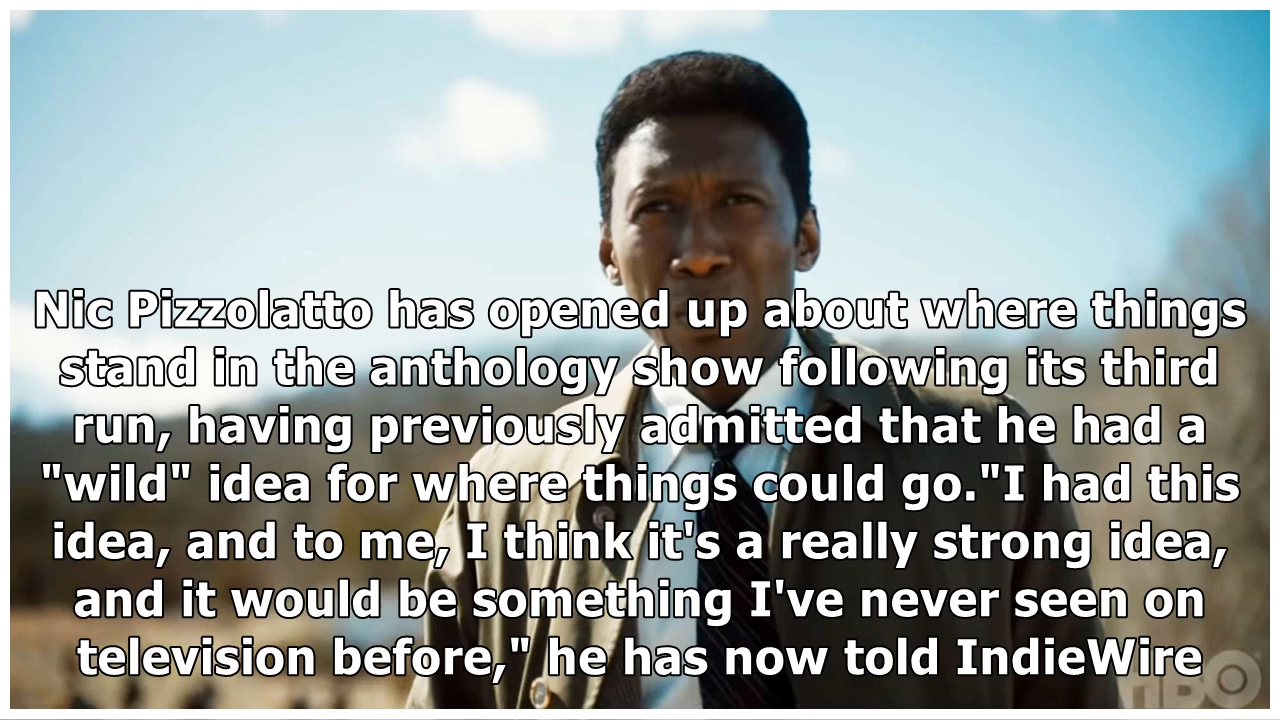 Nic Pizzolatto has opened up about where things
stand in the anthology show following its third
run, having previously admitted that he had a
"wild" idea for where things could go."I had this
idea, and to me, I think it's a really strong idea,
and it would be something I've never seen on
television before," he has now told IndieWire
HBO